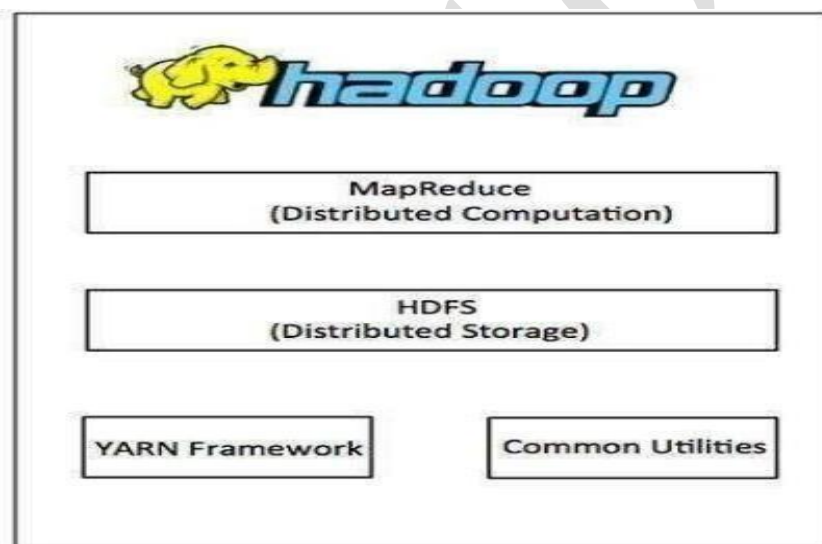 hadoop
MapReduce
(Distributed Computation)
HDFS
(Distributed Storage)
YARN Framework
Common Utilities